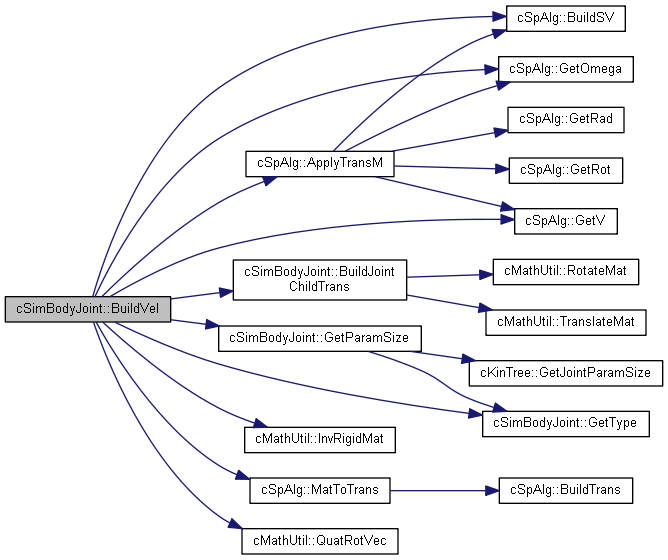 cSimBodyJoint::BuildVel
cSpAlg::BuildSV
cSpAlg::GetOmega
cSpAlg::GetRad
cSpAlg::ApplyTransM
cSpAlg::GetRot
cSpAlg::GetV
cSimBodyJoint::BuildJoint
ChildTrans
cMathUtil::RotateMat
cMathUtil::TranslateMat
cSimBodyJoint::GetParamSize
cKinTree::GetJointParamSize
cSimBodyJoint::GetType
cMathUtil::InvRigidMat
cSpAlg::MatToTrans
cSpAlg::BuildTrans
cMathUtil::QuatRotVec